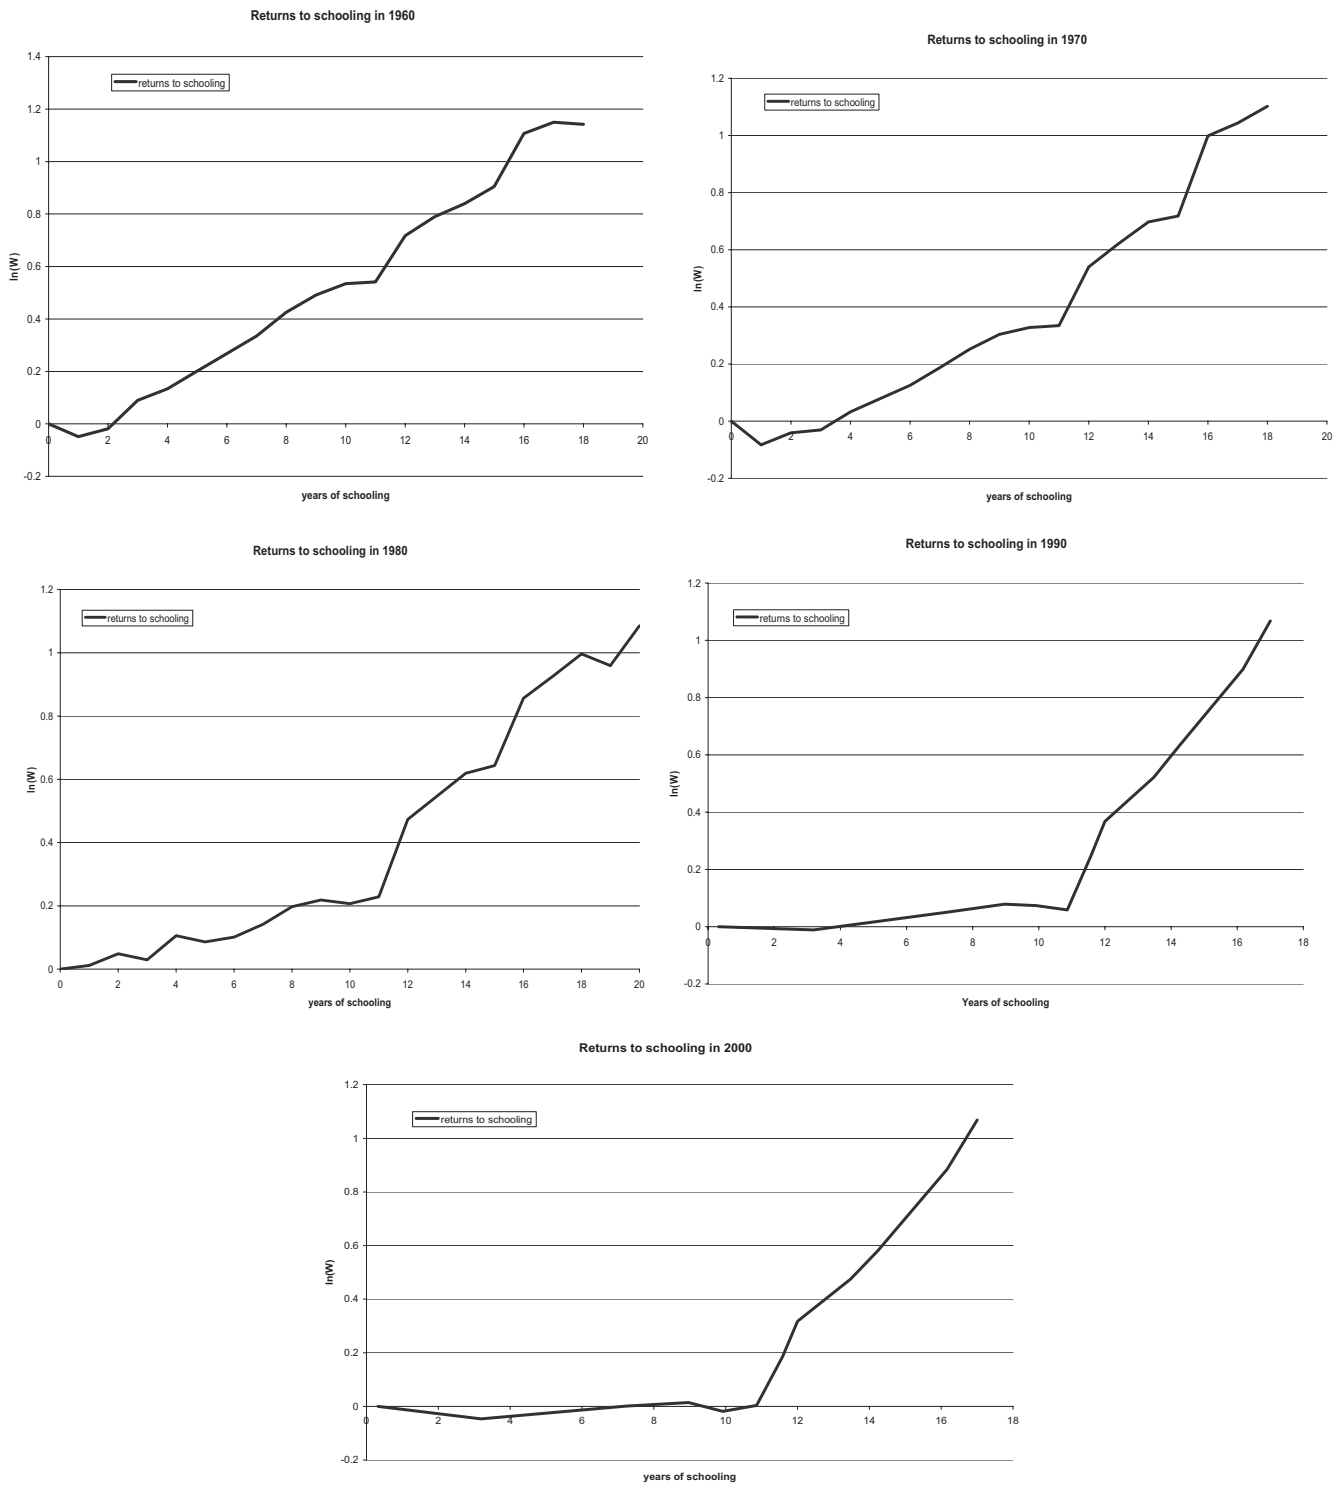 Returns to schooling in 1960
1.4
returns to schooling
1.2
1
0.8
ln(W)
0.6
0.4
0.2
0
0 2 4 6 8 10 12 14 16 18 20
-0.2
years of schooling
Returns to schooling in 1970
1.2
returns to schooling
1
0.8
0.6
ln(W)
0.4
0.2
0
0 2 4 6 8 10 12 14 16 18 20
-0.2
years of schooling
Returns to schooling in 1980
1.2
returns to schooling
1
0.8
0.6
ln(W)
0.4
0.2
0
0 2 4 6 8 10 12 14 16 18 20
years of schooling
Returns to schooling in 1990
1.2
returns to schooling
1
0.8
0.6
ln(W)
0.4
0.2
0
0 2 4 6 8 10 12 14 16 18
-0.2
Years of schooling
Returns to schooling in 2000
1.2
returns to schooling
1
0.8
0.6
ln(W)
0.4
0.2
0
0 2 4 6 8 10 12 14 16 18
-0.2
years of schooling